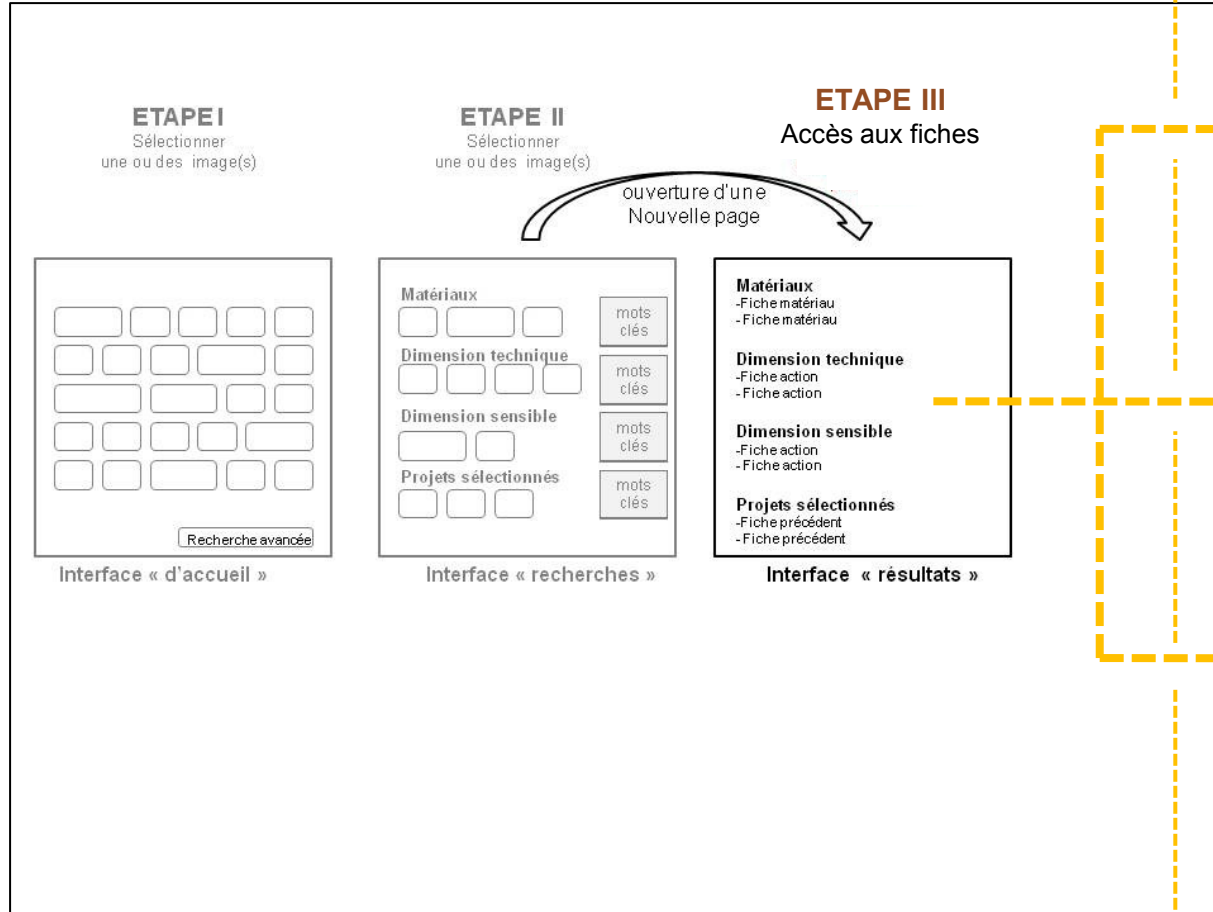 ETAPE I
Sélectionner
une ou des image(s)
Recherche avancée
Interface « d'accueil »
ETAPE II
Sélectionner
une ou des image(s)
Matériaux
mots
clés
Dimension technique
mots
clés
Dimension sensible
mots
clés
Projets sélectionnés
mots
clés
Interface « recherches »
ETAPE III
Accès aux fiches
ouverture d'une
Nouvelle page
Matériaux
-Fiche matériau
-Fiche matériau
Dimension technique
-Fiche action
-Fiche action
Dimension sensible
-Fiche action
-Fiche action
Projets sélectionnés
-Fiche précédent
-Fiche précédent
Interface « résultats »